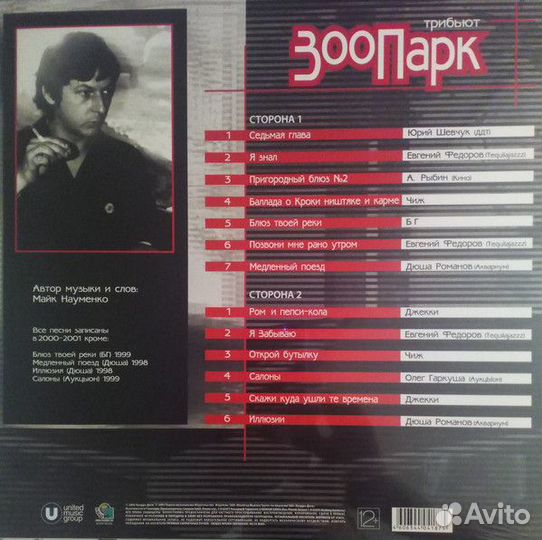 трибьют
ЗооПарк
СТОРОНА 1
1 Седьмая глава Юрий Шевчук (ДДТ)
2 Я знал Евгений Федоров (Tequilajazzz)
3 Пригородный блюз №2 А. Рыбин (Кино)
4 Баллада о Кроки ништяке и карме Чиж
5 Блюз твоей реки Б Г
6 Позвони мне рано утром Евгений Федоров (Tequilajazzz)
7 Медленный поезд Дюша Романов (Аквариум)
СТОРОНА 2
1 Ром и пепси-кола Джекки
2 Я Забываю Евгений Федоров (Tequilajazzz)
3 Открой бутылку Чиж
4 Салоны Олег Гаркуша (АукцЫон)
5 Скажи куда ушли те времена Джекки
6 Иллюзии Дюша Романов (Аквариум)
Автор музыки и слов:
Майк Науменко
Все песни записаны
в 2000-2001 кроме:
Блюз твоей реки (БГ) 1999
Медленный поезд (Дюша) 1998
Иллюзия (Дюша) 1998
Салоны (Аукцыон) 1999
U united
music
group
12+
Avito